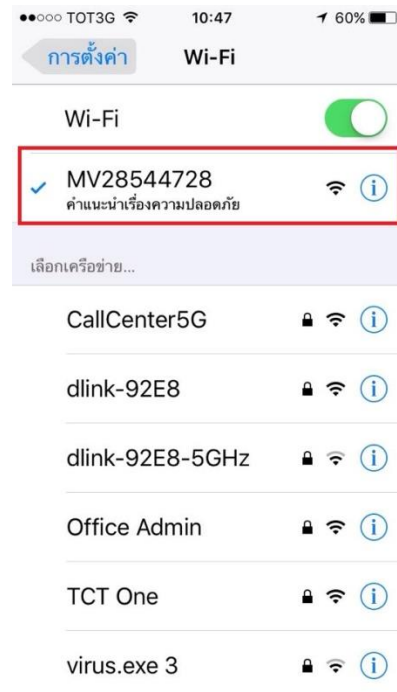 TOT3G 10:47 60%
การตั้งค่า Wi-Fi
Wi-Fi
MV28544728
คำแนะนำเรื่องความปลอดภัย
เลือกเครือข่าย...
CallCenter5G
dlink-92E8
dlink-92E8-5GHz
Office Admin
TCT One
virus.exe 3